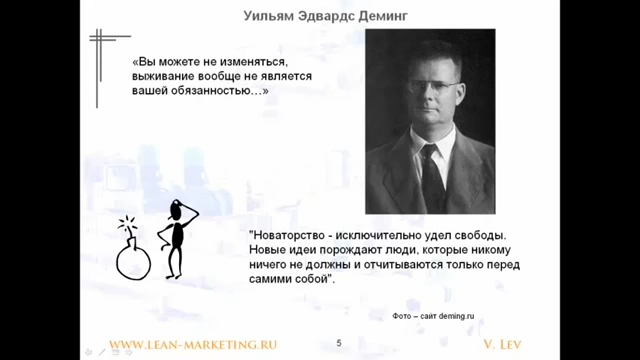 Уильям Эдвардс Деминг
«Вы можете не изменяться,
выживание вообще не является
вашей обязанностью…»
"Новаторство - исключительно удел свободы.
Новые идеи порождают люди, которые никому
ничего не должны и отчитываются только перед
самими собой".
Фото – сайт deming.ru
WWW.LEAN-MARKETING.RU
5
V. Lev